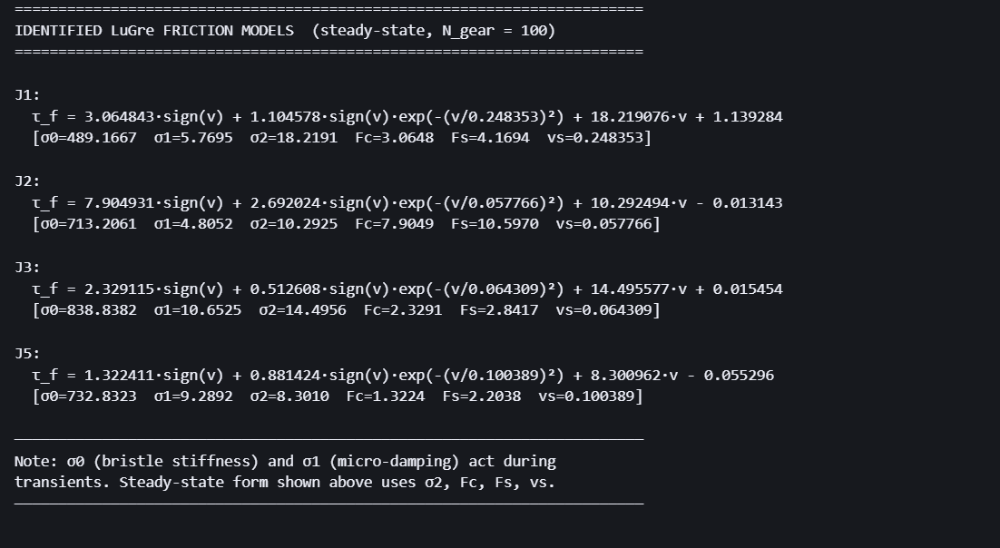 ========================================================================
IDENTIFIED LuGre FRICTION MODELS  (steady-state, N_gear = 100)
========================================================================
J1:
τ_f = 3.064843·sign(v) + 1.104578·sign(v)·exp(-(v/0.248353)²) + 18.219076·v + 1.139284
[σ0=489.1667  σ1=5.7695  σ2=18.2191  Fc=3.0648  Fs=4.1694  vs=0.248353]
J2:
τ_f = 7.904931·sign(v) + 2.692024·sign(v)·exp(-(v/0.057766)²) + 10.292494·v - 0.013143
[σ0=713.2061  σ1=4.8052  σ2=10.2925  Fc=7.9049  Fs=10.5970  vs=0.057766]
J3:
τ_f = 2.329115·sign(v) + 0.512608·sign(v)·exp(-(v/0.064309)²) + 14.495577·v + 0.015454
[σ0=838.8382  σ1=10.6525  σ2=14.4956  Fc=2.3291  Fs=2.8417  vs=0.064309]
J5:
τ_f = 1.322411·sign(v) + 0.881424·sign(v)·exp(-(v/0.100389)²) + 8.300962·v - 0.055296
[σ0=732.8323  σ1=9.2892  σ2=8.3010  Fc=1.3224  Fs=2.2038  vs=0.100389]
────────────────────────────────────────────────────────────────────────
Note: σ0 (bristle stiffness) and σ1 (micro-damping) act during
transients. Steady-state form shown above uses σ2, Fc, Fs, vs.
────────────────────────────────────────────────────────────────────────